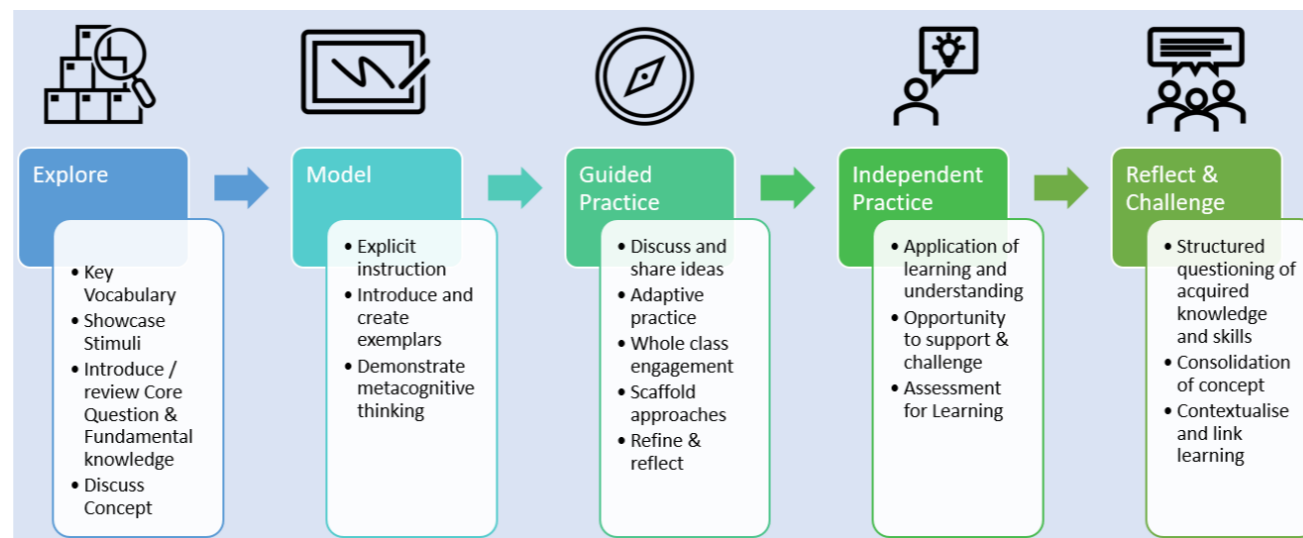 Explore
• Key
Vocabulary
• Showcase
Stimuli
• Introduce /
review Core
Question &
Fundamental
knowledge
• Discuss
Concept
Model
• Explicit
instruction
• Introduce and
create
exemplars
• Demonstrate
metacognitive
thinking
Guided
Practice
• Discuss and
share ideas
• Adaptive
practice
• Whole class
engagement
• Scaffold
approaches
• Refine &
reflect
Independent
Practice
• Application of
learning and
understanding
• Opportunity
to support &
challenge
• Assessment
for Learning
Reflect &
Challenge
• Structured
questioning of
acquired
knowledge
and skills
• Consolidation
of concept
• Contextualise
and link
learning